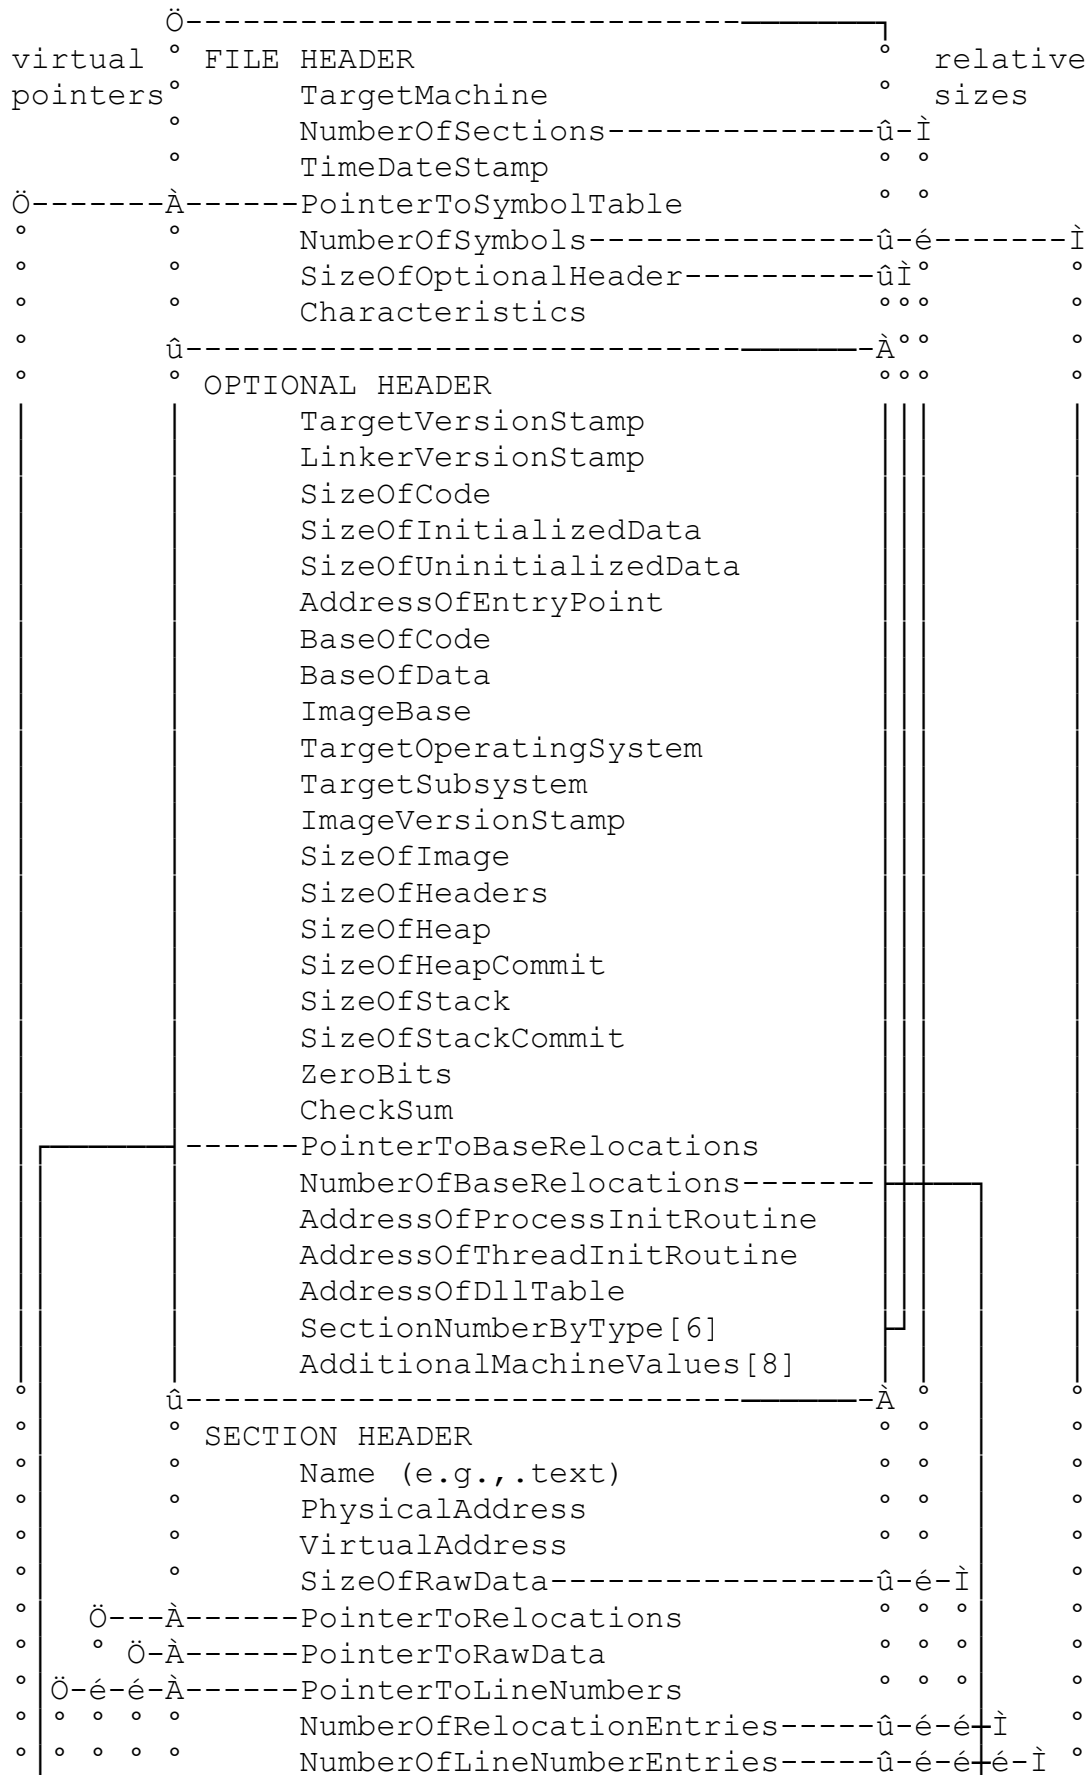 virtual FILE HEADER relative
pointers TargetMachine sizes
NumberOfSections
TimeDateStamp
PointerToSymbolTable
NumberOfSymbols
SizeOfOptionalHeader
Characteristics
OPTIONAL HEADER
TargetVersionStamp
LinkerVersionStamp
SizeOfCode
SizeOfInitializedData
SizeOfUninitializedData
AddressOfEntryPoint
BaseOfCode
BaseOfData
ImageBase
TargetOperatingSystem
TargetSubsystem
ImageVersionStamp
SizeOfImage
SizeOfHeaders
SizeOfHeap
SizeOfHeapCommit
SizeOfStack
SizeOfStackCommit
ZeroBits
CheckSum
PointerToBaseRelocations
NumberOfBaseRelocations
AddressOfProcessInitRoutine
AddressOfThreadInitRoutine
AddressOfDllTable
SectionNumberByType[6]
AdditionalMachineValues[8]
SECTION HEADER
Name (e.g.,.text)
PhysicalAddress
VirtualAddress
SizeOfRawData
PointerToRelocations
PointerToRawData
PointerToLineNumbers
NumberOfRelocationEntries
NumberOfLineNumberEntries